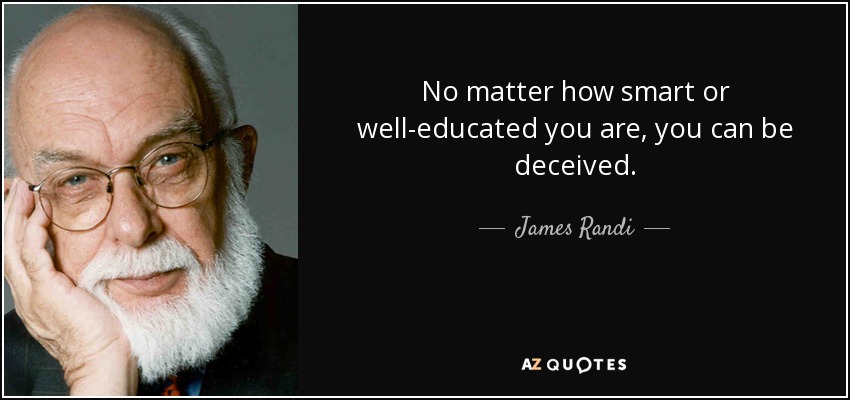 No matter how smart or
well-educated you are, you can be
deceived.
James Randi
AZ QUOTES